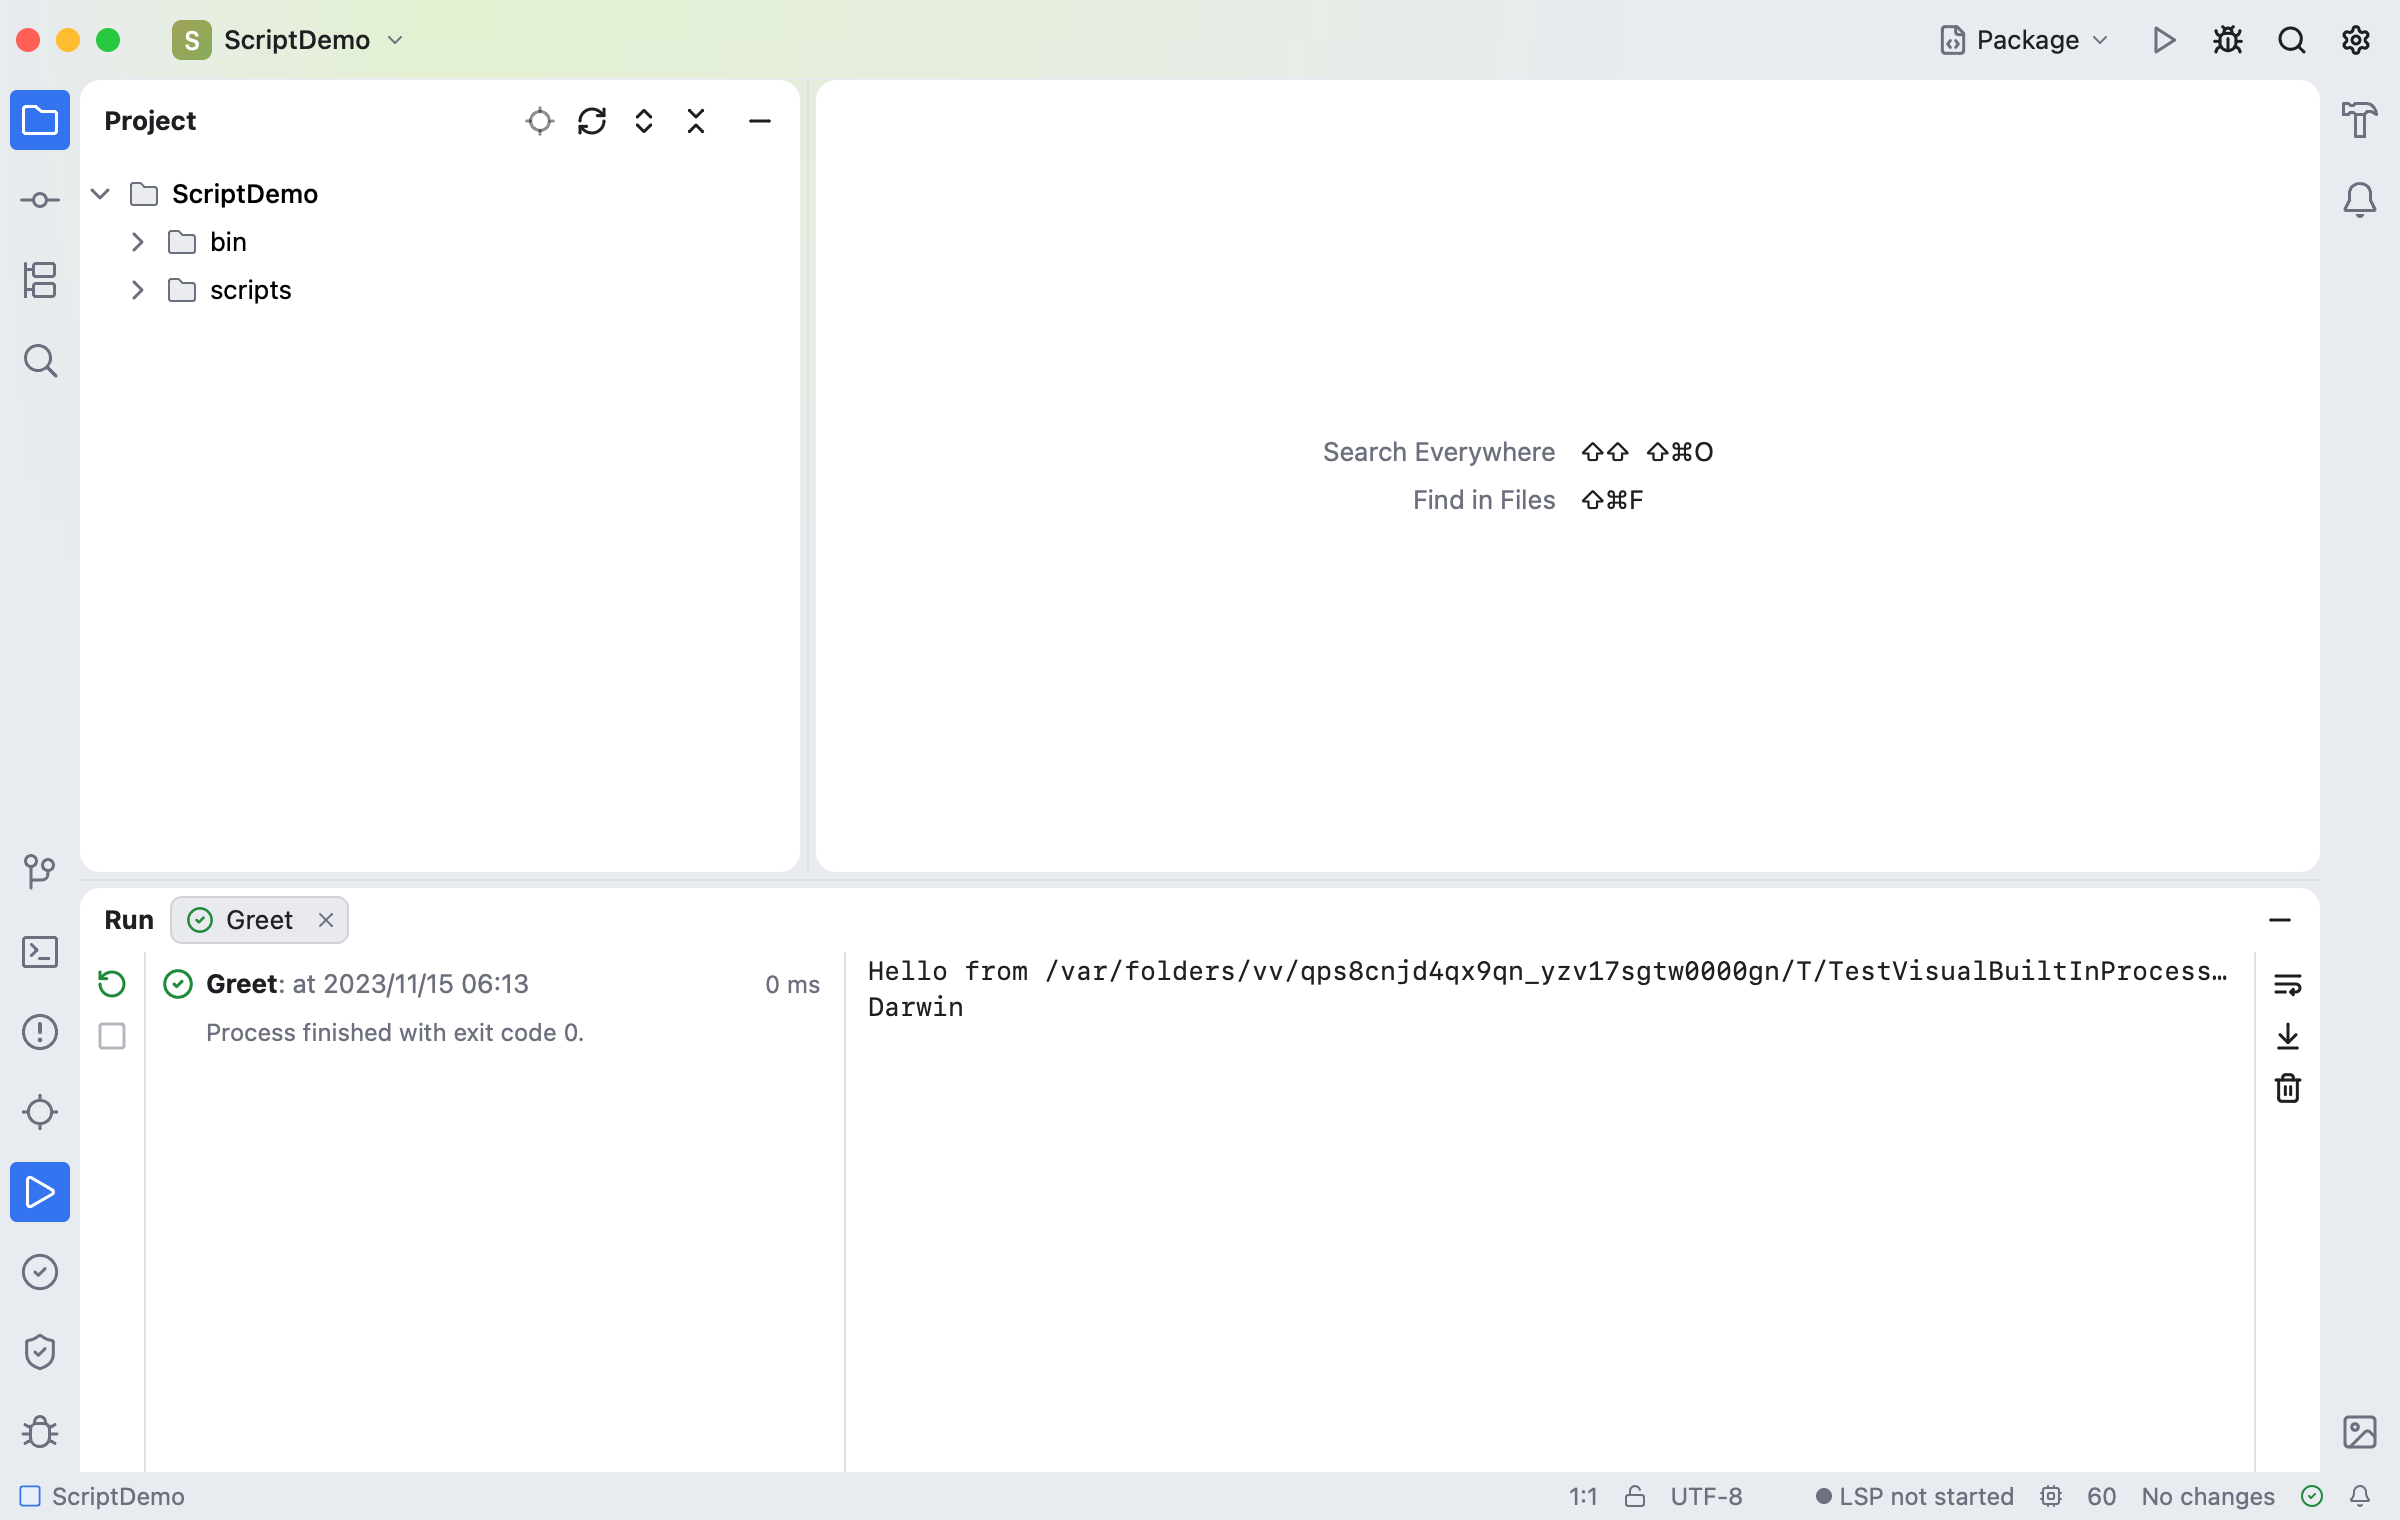 S ScriptDemo
Package
Project
ScriptDemo
bin
scripts
Search Everywhere ⇧⇧ ⇧⌘O
Find in Files ⇧⌘F
Run Greet
Greet: at 2023/11/15 06:13 0 ms
Process finished with exit code 0.
Hello from /var/folders/vv/qps8cnjd4qx9qn_yzv17sgtw0000gn/T/TestVisualBuiltInProcess…
Darwin
ScriptDemo
1:1 UTF-8 LSP not started 60 No changes